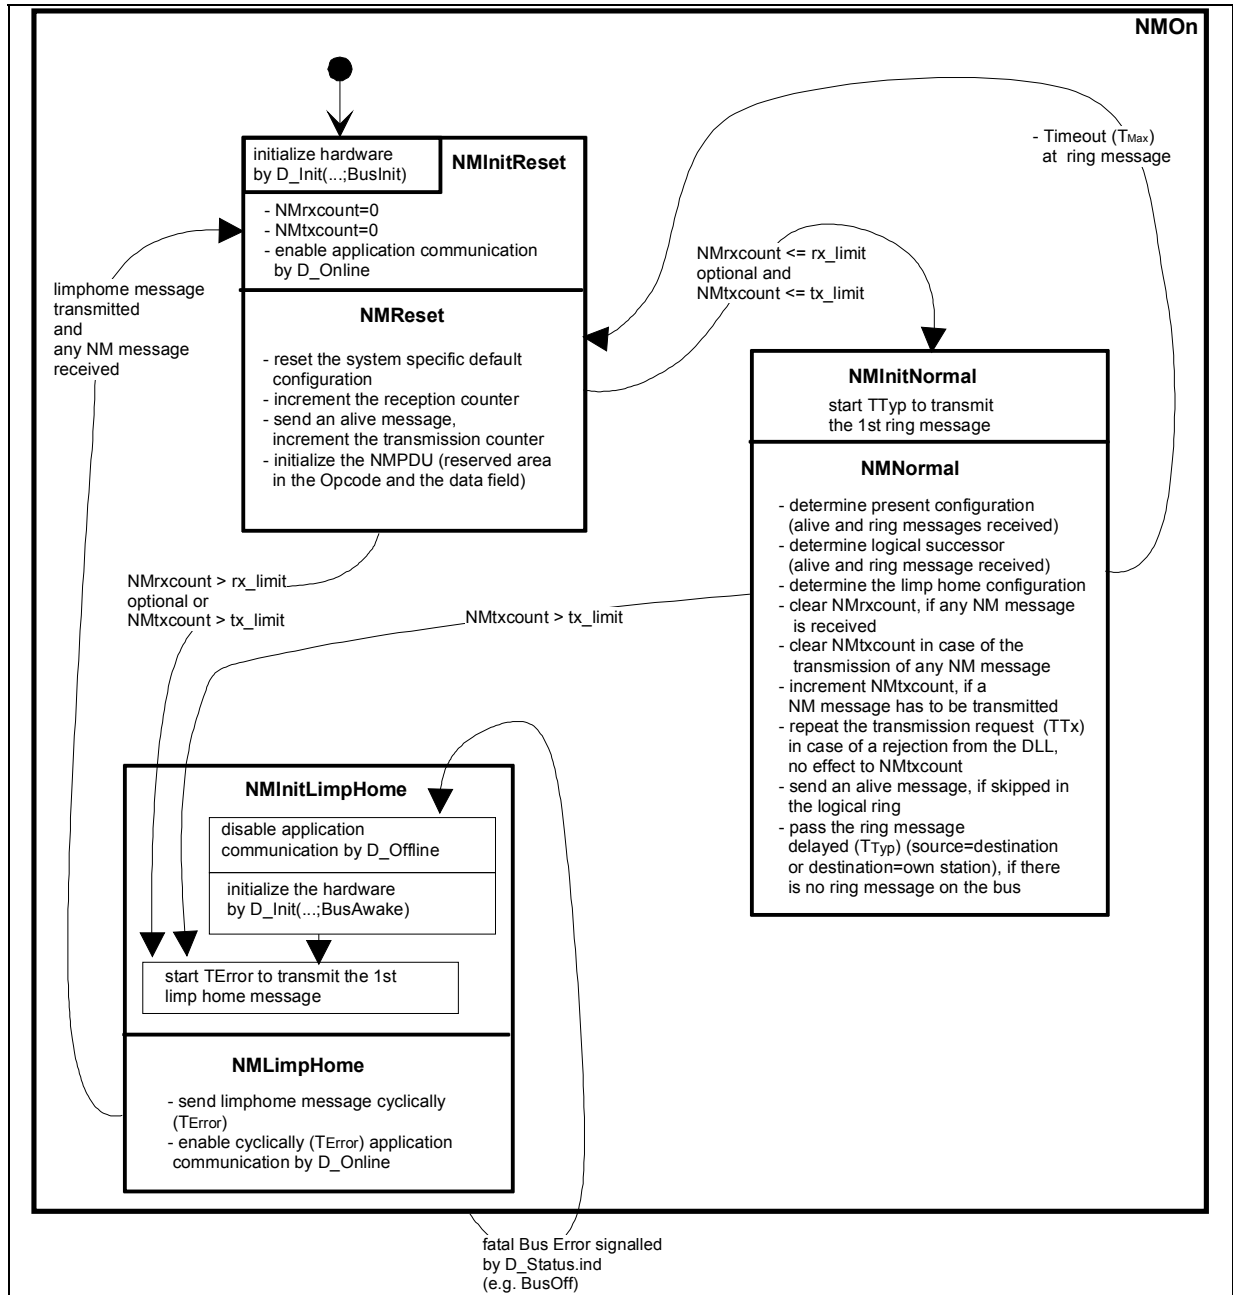 NMOn
initialize hardware
by D_Init(...;BusInit)
NMInitReset
- NMrxcount=0
- NMtxcount=0
- enable application communication
by D_Online
NMReset
- reset the system specific default
configuration
- increment the reception counter
- send an alive message,
increment the transmission counter
- initialize the NMPDU (reserved area
in the Opcode and the data field)
- Timeout (TMax)
at ring message
NMrxcount <= rx_limit
optional and
NMtxcount <= tx_limit
limphome message
transmitted
and
any NM message
received
NMInitNormal
start TTyp to transmit
the 1st ring message
NMNormal
- determine present configuration
(alive and ring messages received)
- determine logical successor
(alive and ring message received)
- determine the limp home configuration
- clear NMrxcount, if any NM message
is received
- clear NMtxcount in case of the
transmission of any NM message
- increment NMtxcount, if a
NM message has to be transmitted
- repeat the transmission request (TTx)
in case of a rejection from the DLL,
no effect to NMtxcount
- send an alive message, if skipped in
the logical ring
- pass the ring message
delayed (TTyp) (source=destination
or destination=own station), if there
is no ring message on the bus
NMrxcount > rx_limit
optional or
NMtxcount > tx_limit
NMtxcount > tx_limit
NMInitLimpHome
disable application
communication by D_Offline
initialize the hardware
by D_Init(...;BusAwake)
start TError to transmit the 1st
limp home message
NMLimpHome
- send limphome message cyclically
(TError)
- enable cyclically (TError) application
communication by D_Online
fatal Bus Error signalled
by D_Status.ind
(e.g. BusOff)